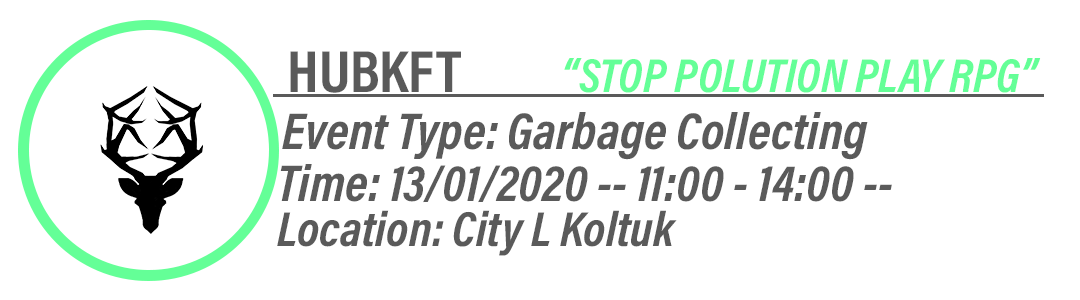 HUBKFT "STOP POLUTION PLAY RPG"
Event Type: Garbage Collecting
Time: 13/01/2020 -- 11:00 - 14:00 --
Location: City L Koltuk